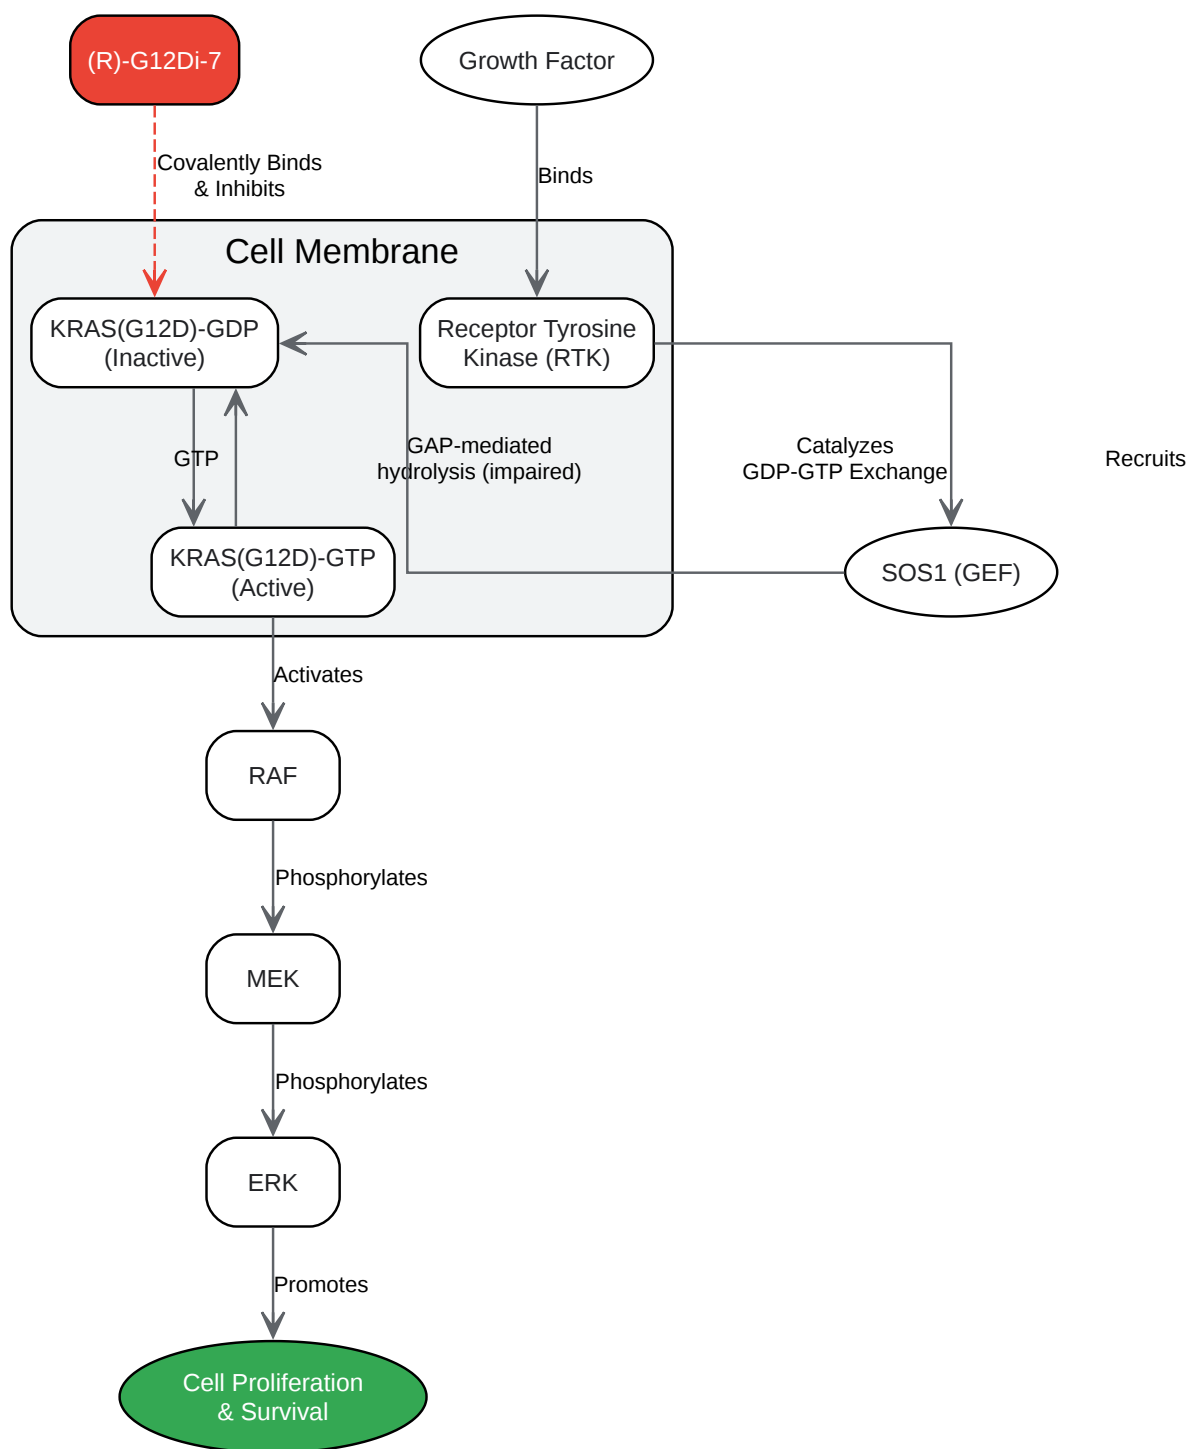 (R)-G12Di-7
Growth Factor
Covalently Binds
& Inhibits
Binds
Cell Membrane
KRAS(G12D)-GDP
(Inactive)
Receptor Tyrosine
Kinase (RTK)
GTP
GAP-mediated
hydrolysis (impaired)
Catalyzes
GDP-GTP Exchange
Recruits
KRAS(G12D)-GTP
(Active)
SOS1 (GEF)
Activates
RAF
Phosphorylates
MEK
Phosphorylates
ERK
Promotes
Cell Proliferation
& Survival